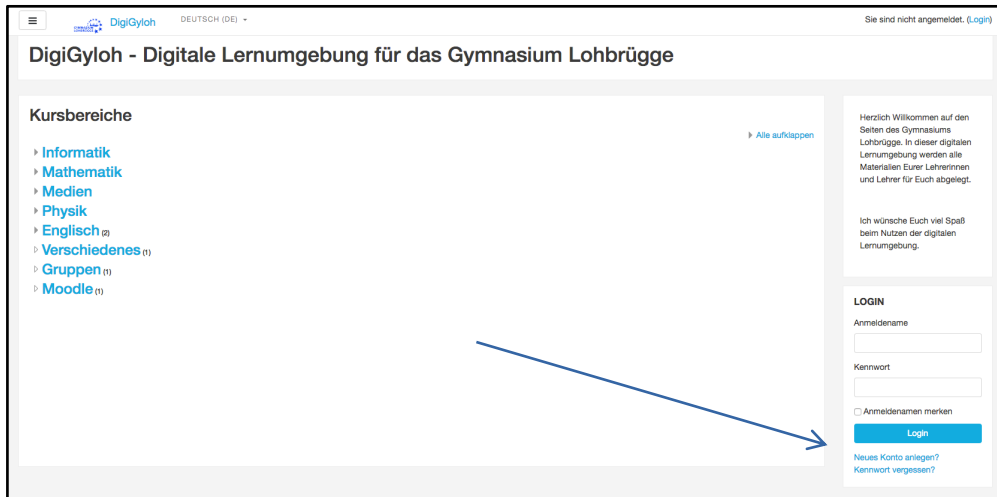 DigiGyloh DEUTSCH (DE) Sie sind nicht angemeldet. (Login)
DigiGyloh - Digitale Lernumgebung für das Gymnasium Lohbrügge
Kursbereiche
Alle aufklappen
Informatik
Mathematik
Medien
Physik
Englisch (2)
Verschiedenes (1)
Gruppen (1)
Moodle (1)
Herzlich Willkommen auf den
Seiten des Gymnasiums
Lohbrügge. In dieser digitalen
Lernumgebung werden alle
Materialien Eurer Lehrerinnen
und Lehrer für Euch abgelegt.
Ich wünsche Euch viel Spaß
beim Nutzen der digitalen
Lernumgebung.
LOGIN
Anmeldename
Kennwort
Anmeldenamen merken
Login
Neues Konto anlegen?
Kennwort vergessen?